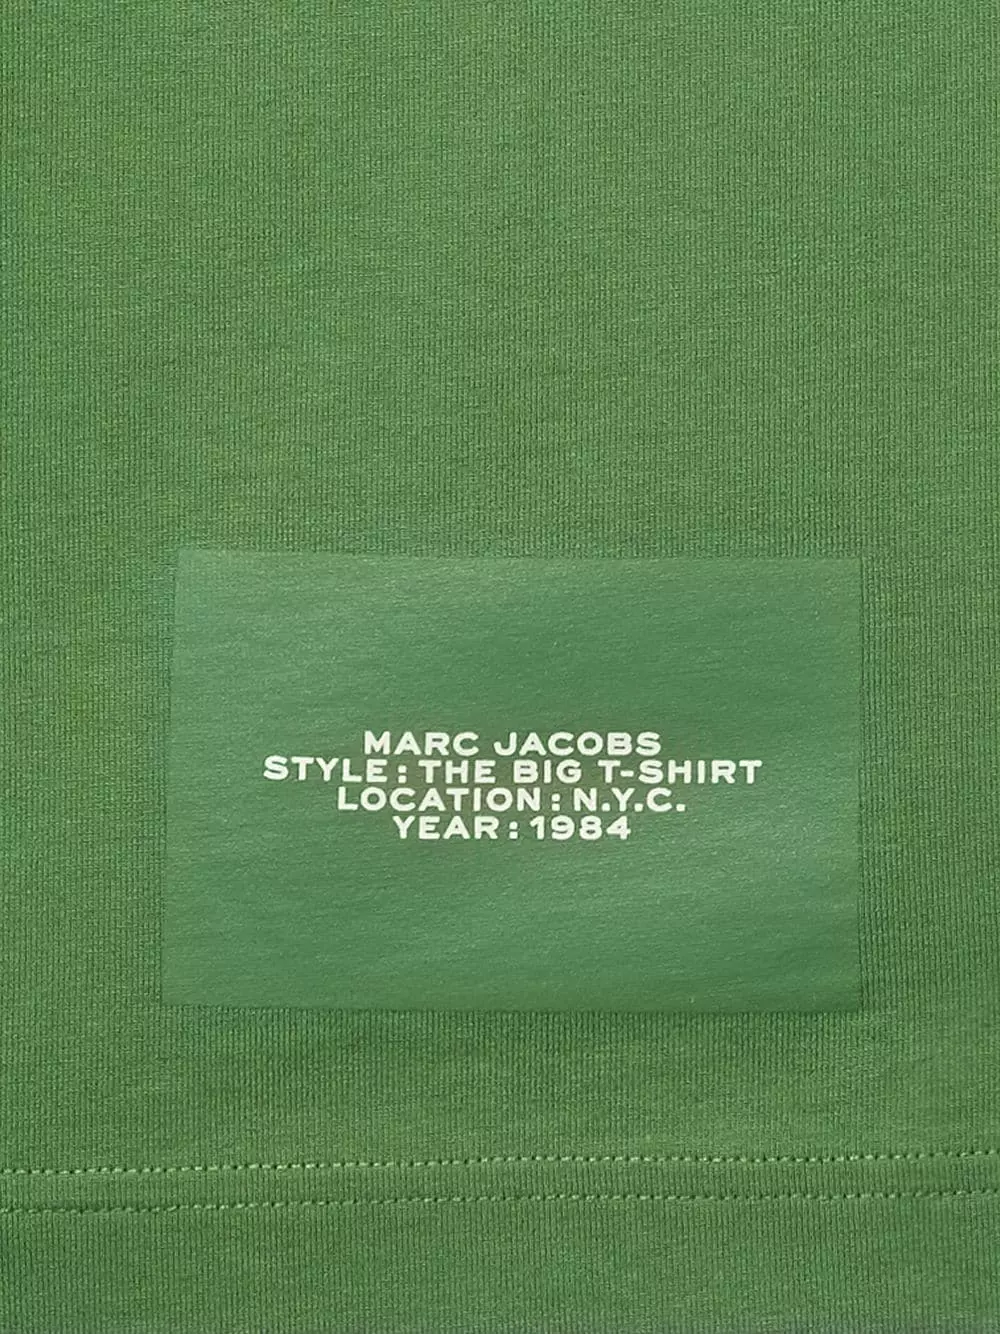 MARC JACOBS
STYLE : THE BIG T-SHIRT
LOCATION : N.Y.C.
YEAR : 1984